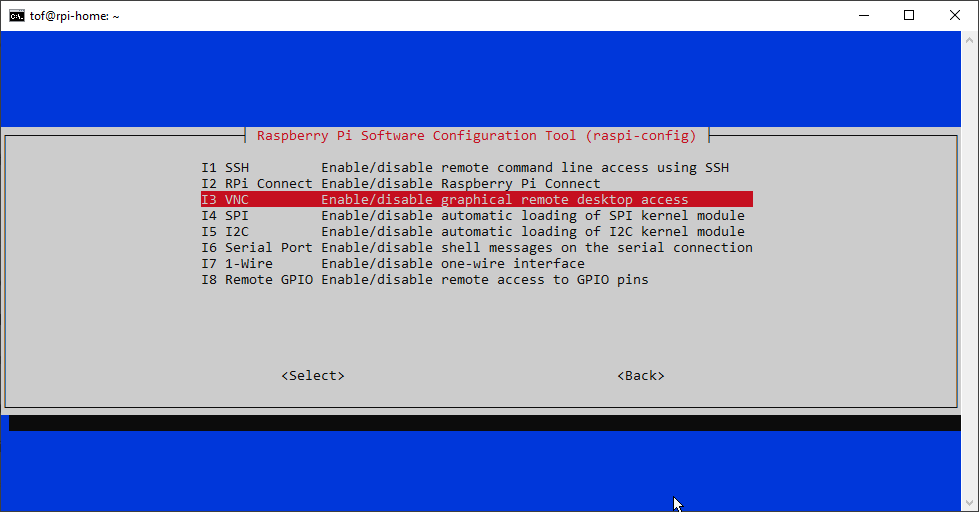 tof@rpi-home: ~
Raspberry Pi Software Configuration Tool (raspi-config)
I1 SSH Enable/disable remote command line access using SSH
I2 RPi Connect Enable/disable Raspberry Pi Connect
I3 VNC Enable/disable graphical remote desktop access
I4 SPI Enable/disable automatic loading of SPI kernel module
I5 I2C Enable/disable automatic loading of I2C kernel module
I6 Serial Port Enable/disable shell messages on the serial connection
I7 1-Wire Enable/disable one-wire interface
I8 Remote GPIO Enable/disable remote access to GPIO pins
<Select> <Back>